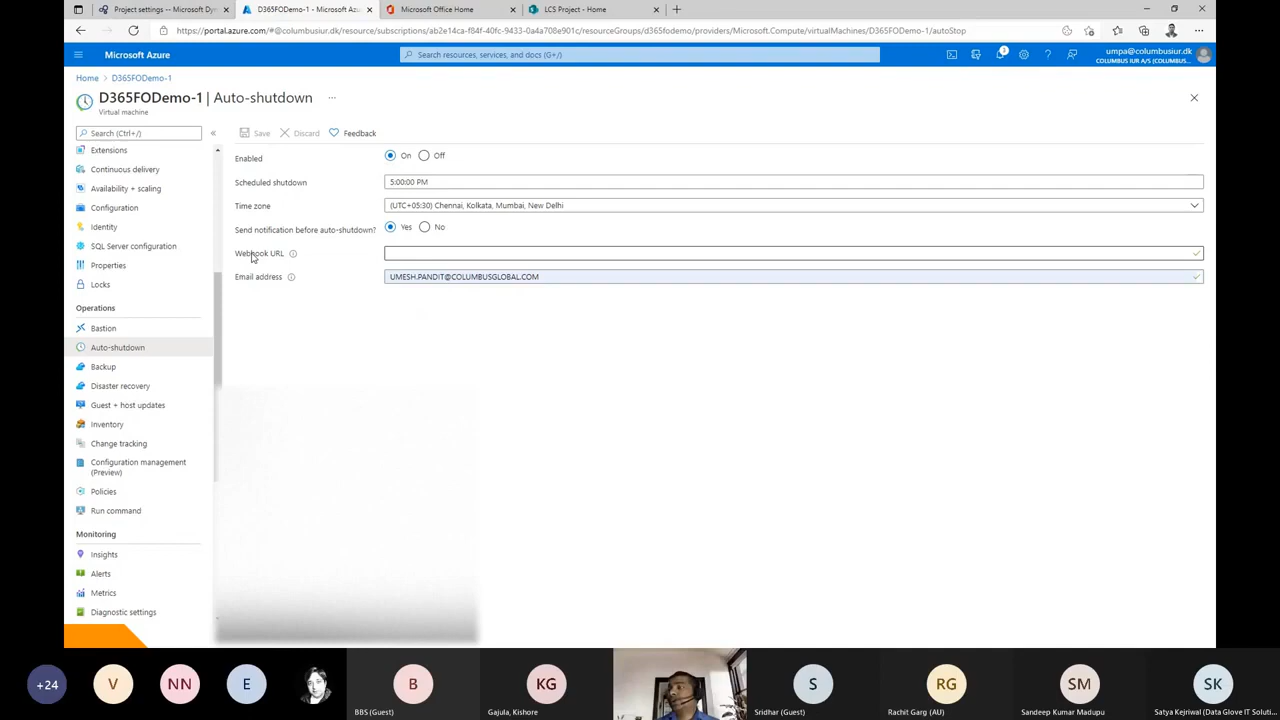 Project settings -- Microsoft Dyn
D365FODemo-1 - Microsoft Azu
Microsoft Office Home
LCS Project - Home
https://portal.azure.com/#@columbusiur.dk/resource/subscriptions/ab2e14ca-f84f-40fc-9433-0a4a708e901c/resourceGroups/d365fodemo/providers/Microsoft.Compute/virtualMachines/D365FODemo-1/autoStop
Microsoft Azure
Search resources, services, and docs (G+/)
3
umpa@columbusiur.dk
COLUMBUS IUR A/S (COLUMBUS...
Home > D365FODemo-1
D365FODemo-1 | Auto-shutdown ...
Virtual machine
Search (Ctrl+/)
«
Save
Discard
Feedback
Extensions
Continuous delivery
Availability + scaling
Configuration
Identity
SQL Server configuration
Properties
Locks
Operations
Bastion
Auto-shutdown
Backup
Disaster recovery
Guest + host updates
Inventory
Change tracking
Configuration management
(Preview)
Policies
Run command
Monitoring
Insights
Alerts
Metrics
Diagnostic settings
Enabled
On
Off
Scheduled shutdown
5:00:00 PM
Time zone
(UTC+05:30) Chennai, Kolkata, Mumbai, New Delhi
Send notification before auto-shutdown?
Yes
No
Webhook URL
Email address
UMESH.PANDIT@COLUMBUSGLOBAL.COM
+24
V
NN
E
B
BBS (Guest)
KG
Gajula, Kishore
S
Sridhar (Guest)
RG
Rachit Garg (AU)
SM
Sandeep Kumar Madupu
SK
Satya Kejriwal (Data Glove IT Soluti...